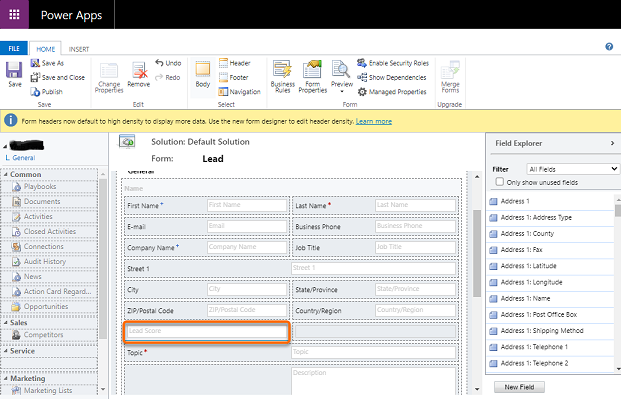 Power Apps
FILE HOME INSERT
Save
Save As
Save and Close
Publish
Save
Change Properties
Remove
Undo
Redo
Edit
Body
Header
Footer
Navigation
Select
Business Rules
Form Properties
Preview
Enable Security Roles
Show Dependencies
Managed Properties
Form
Merge Forms
Upgrade
Form headers now default to high density to display more data. Use the new form designer to edit header density. Learn more
General
Common
Playbooks
Documents
Activities
Closed Activities
Connections
Audit History
News
Action Card Regard...
Opportunities
Sales
Competitors
Service
Marketing
Marketing Lists
Solution: Default Solution
Form: Lead
General
Name
First Name * First Name Last Name * Last Name
E-mail Email Business Phone Business Phone
Company Name * Company Name Job Title Job Title
Street 1 Street 1
City City State/Province State/Province
ZIP/Postal Code ZIP/Postal Code Country/Region Country/Region
Lead Score
Topic * Topic
Description
Field Explorer >
Filter All Fields
Only show unused fields
Address 1
Address 1: Address Type
Address 1: County
Address 1: Fax
Address 1: Latitude
Address 1: Longitude
Address 1: Name
Address 1: Post Office Box
Address 1: Shipping Method
Address 1: Telephone 1
Address 1: Telephone 2
New Field